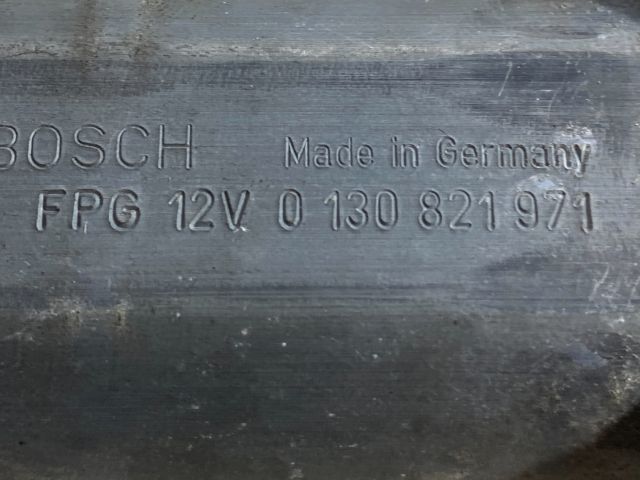 BOSCH Made in Germany
FPG 12V 0 130 821 971